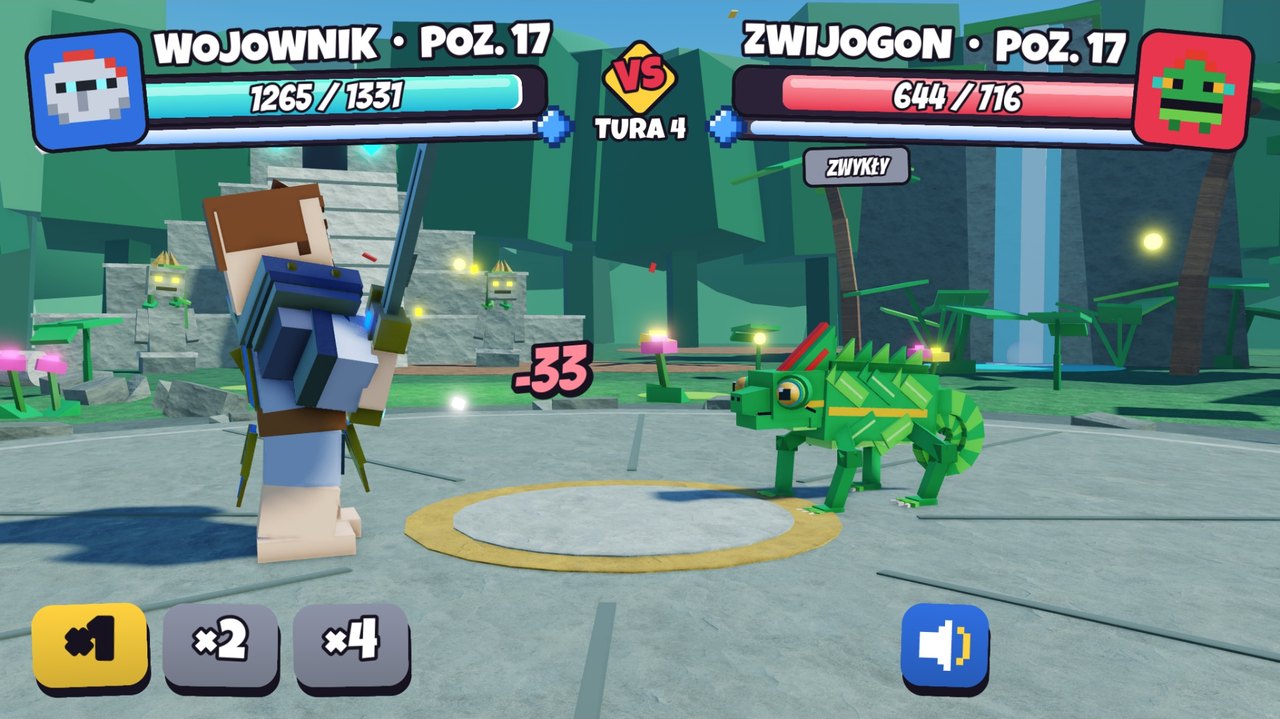 WOJOWNIK • POZ. 17
1265 / 1331
VS
TURA 4
ZWIJOGON • POZ. 17
644 / 716
ZWYKŁY
-33
×1
×2
×4